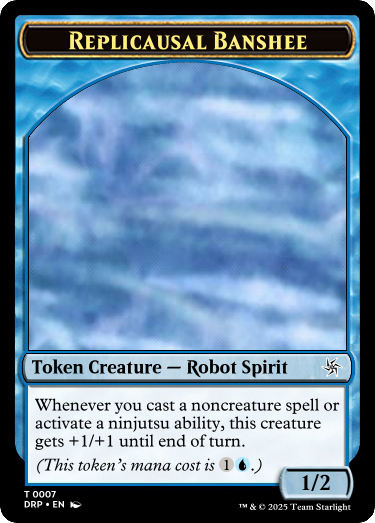 Replicausal Banshee
Token Creature — Robot Spirit
Whenever you cast a noncreature spell or
activate a ninjutsu ability, this creature
gets +1/+1 until end of turn.
(This token's mana cost is 1.)
1/2
T 0007
DRP • EN
™ & © 2025 Team Starlight